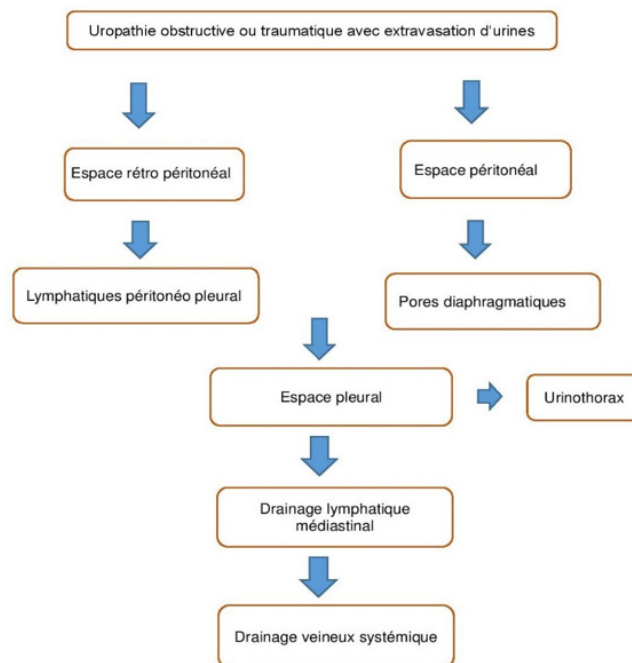 Uropathie obstructive ou traumatique avec extravasation d'urines
Espace rétro péritonéal
Espace péritonéal
Lymphatiques péritonéo pleural
Pores diaphragmatiques
Espace pleural
Urinothorax
Drainage lymphatique
médiastinal
Drainage veineux systémique